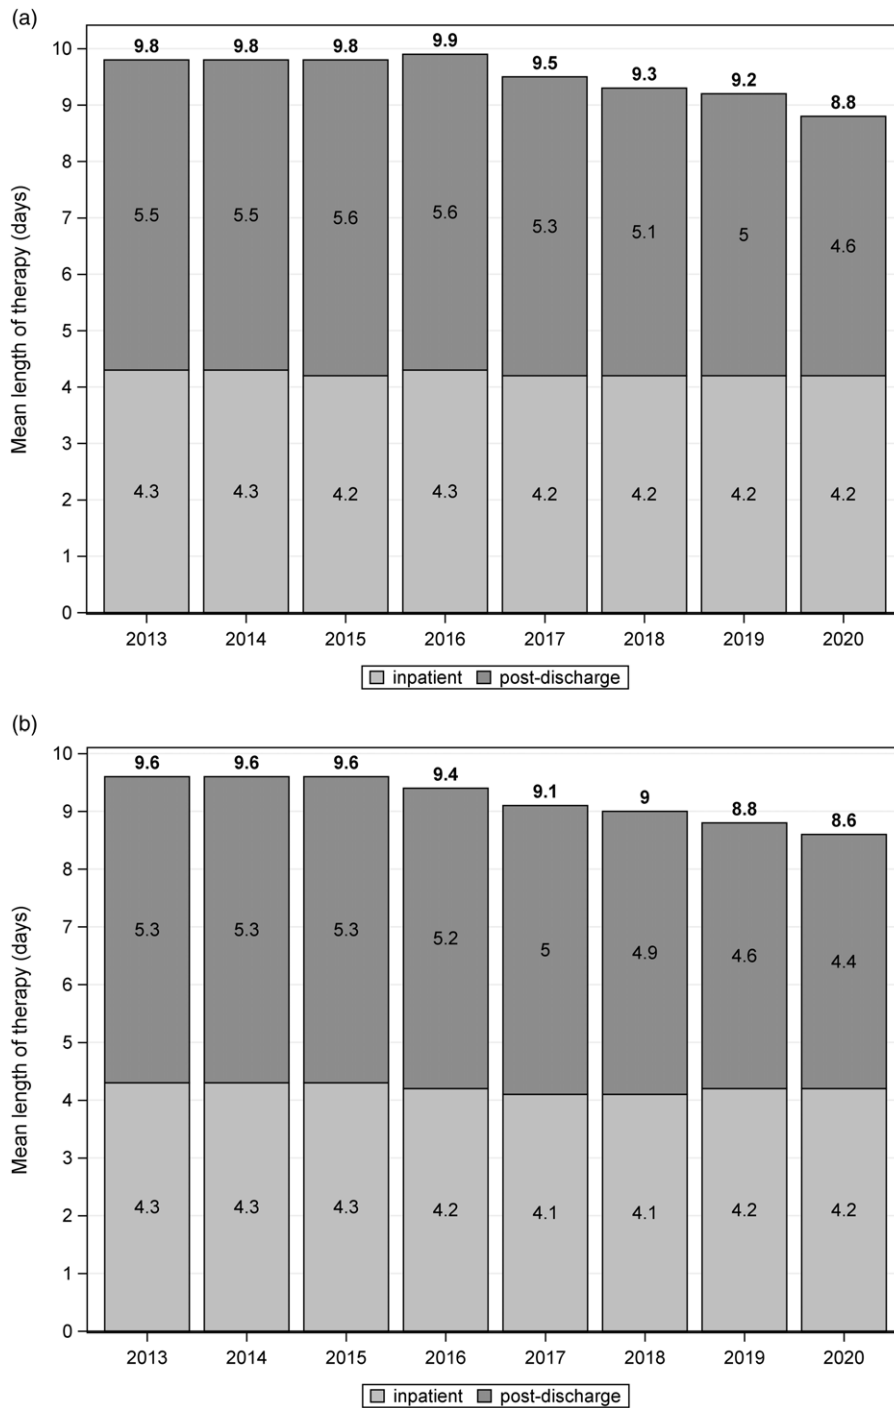 (a)
Mean length of therapy (days)
10
9
8
7
6
5
4
3
2
1
0
9.8 9.8 9.8 9.9 9.5 9.3 9.2 8.8
5.5 5.5 5.6 5.6 5.3 5.1 5 4.6
4.3 4.3 4.2 4.3 4.2 4.2 4.2 4.2
2013 2014 2015 2016 2017 2018 2019 2020
inpatient post-discharge
(b)
Mean length of therapy (days)
10
9
8
7
6
5
4
3
2
1
0
9.6 9.6 9.6 9.4 9.1 9 8.8 8.6
5.3 5.3 5.3 5.2 5 4.9 4.6 4.4
4.3 4.3 4.3 4.2 4.1 4.1 4.2 4.2
2013 2014 2015 2016 2017 2018 2019 2020
inpatient post-discharge